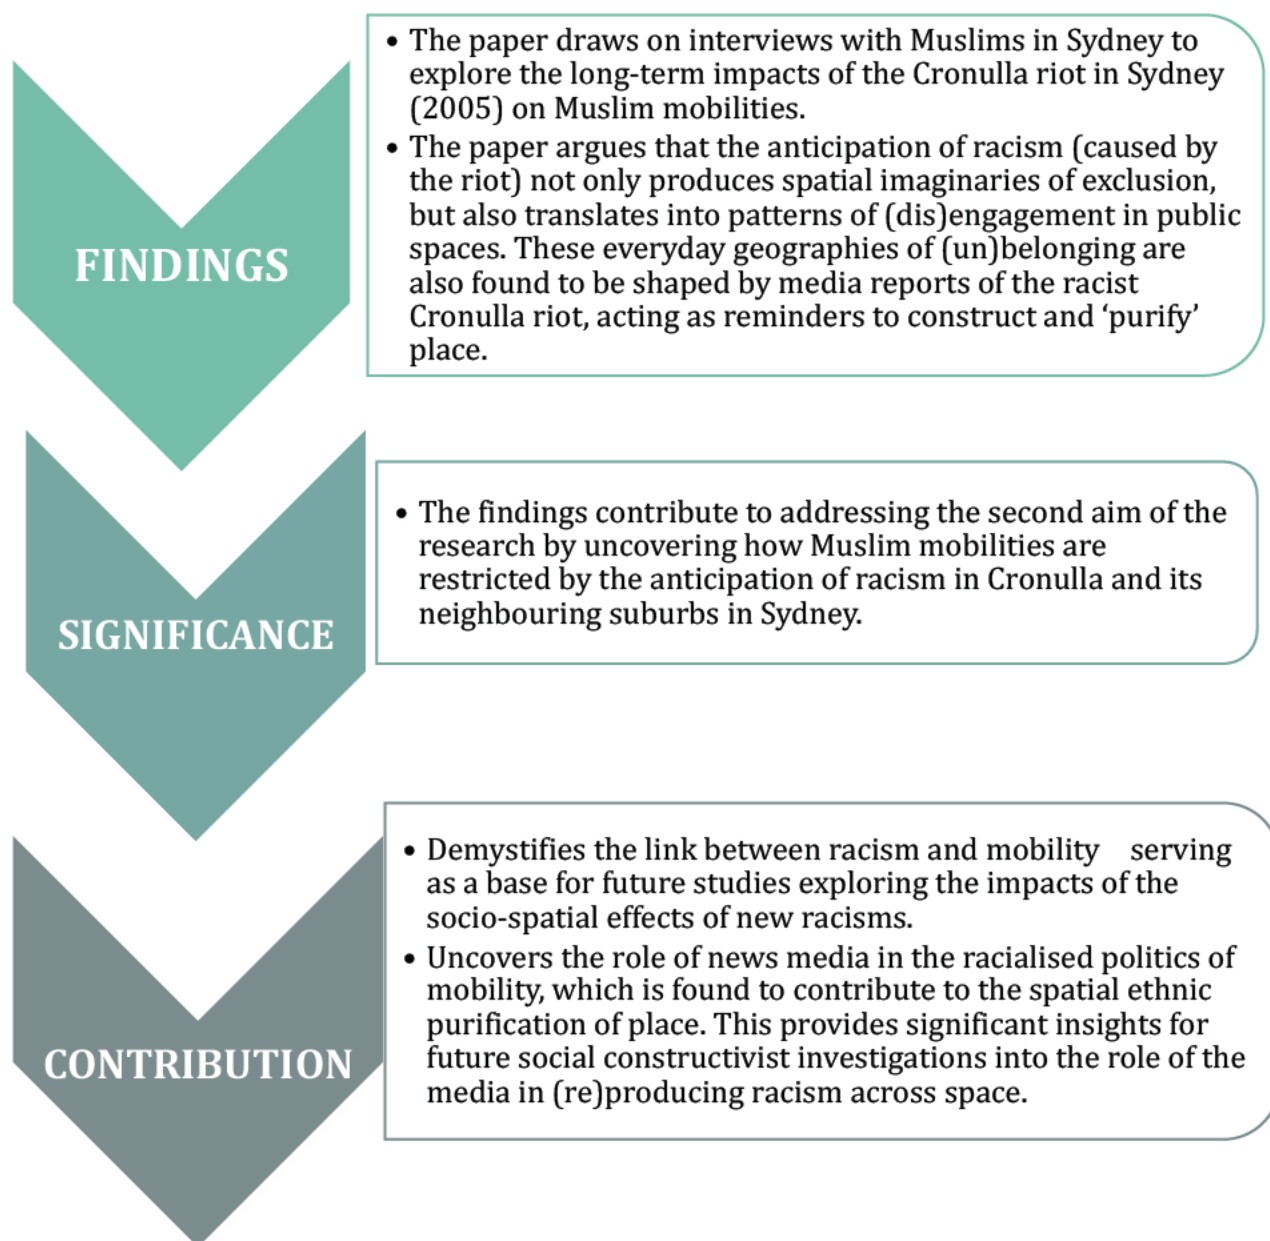 FINDINGS
• The paper draws on interviews with Muslims in Sydney to
explore the long-term impacts of the Cronulla riot in Sydney
(2005) on Muslim mobilities.
• The paper argues that the anticipation of racism (caused by
the riot) not only produces spatial imaginaries of exclusion,
but also translates into patterns of (dis)engagement in public
spaces. These everyday geographies of (un)belonging are
also found to be shaped by media reports of the racist
Cronulla riot, acting as reminders to construct and ‘purify’
place.
SIGNIFICANCE
• The findings contribute to addressing the second aim of the
research by uncovering how Muslim mobilities are
restricted by the anticipation of racism in Cronulla and its
neighbouring suburbs in Sydney.
CONTRIBUTION
• Demystifies the link between racism and mobility serving
as a base for future studies exploring the impacts of the
socio-spatial effects of new racisms.
• Uncovers the role of news media in the racialised politics of
mobility, which is found to contribute to the spatial ethnic
purification of place. This provides significant insights for
future social constructivist investigations into the role of the
media in (re)producing racism across space.